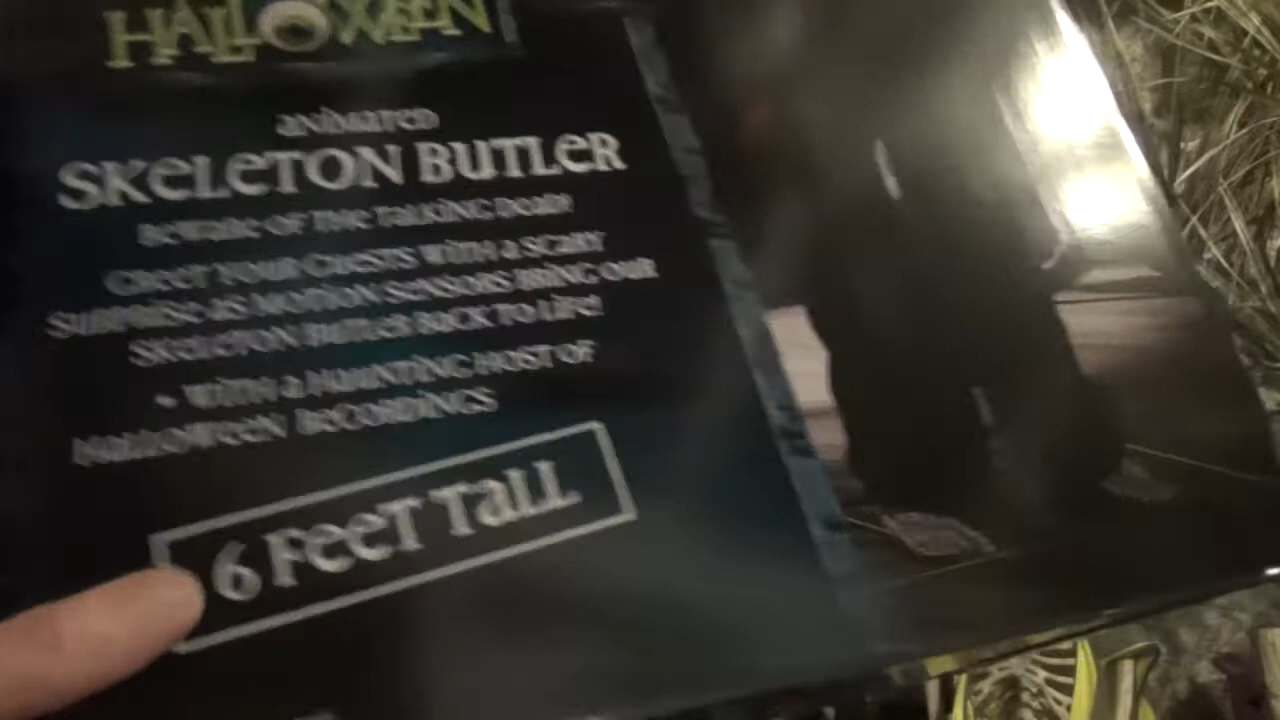 HALLOWEEN
aNiMaTeD
SKeLeTON BUTLeR
BeWaRe OF THe TaLKiNG DeaD!
GReeT YOUR GUeSTS WiTH a SCaRY
SURPRiSe aS MOTiON SeNSORS BRiNG OUR
SKeLeTON BUTLeR BaCK TO LiFe!
• WiTH a HaUNTiNG HOST OF
HaLLOWeeN ReCORDiNGS
6 FeeT TaLL